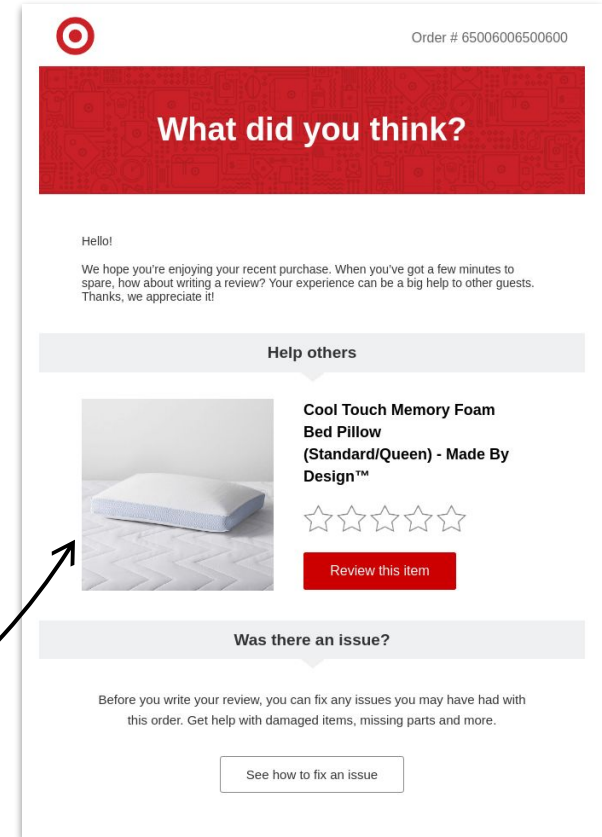 Order # 65006006500600
What did you think?
Hello!
We hope you're enjoying your recent purchase. When you've got a few minutes to
spare, how about writing a review? Your experience can be a big help to other guests.
Thanks, we appreciate it!
Help others
Cool Touch Memory Foam
Bed Pillow
(Standard/Queen) - Made By
Design™
Review this item
Was there an issue?
Before you write your review, you can fix any issues you may have had with
this order. Get help with damaged items, missing parts and more.
See how to fix an issue